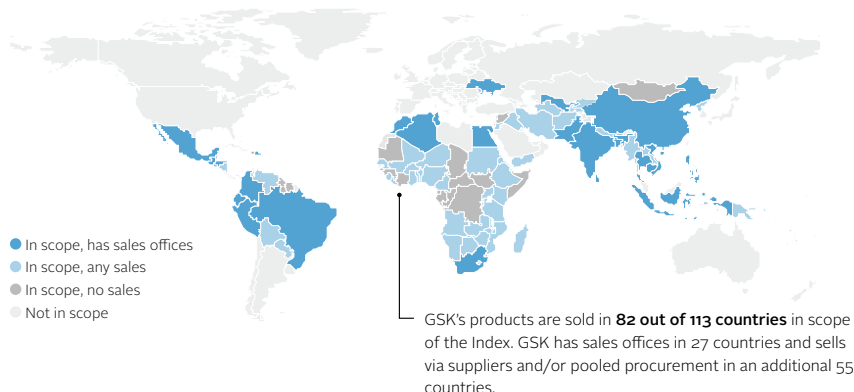 In scope, has sales offices
In scope, any sales
In scope, no sales
Not in scope
GSK's products are sold in 82 out of 113 countries in scope
of the Index. GSK has sales offices in 27 countries and sells
via suppliers and/or pooled procurement in an additional 55
countries.